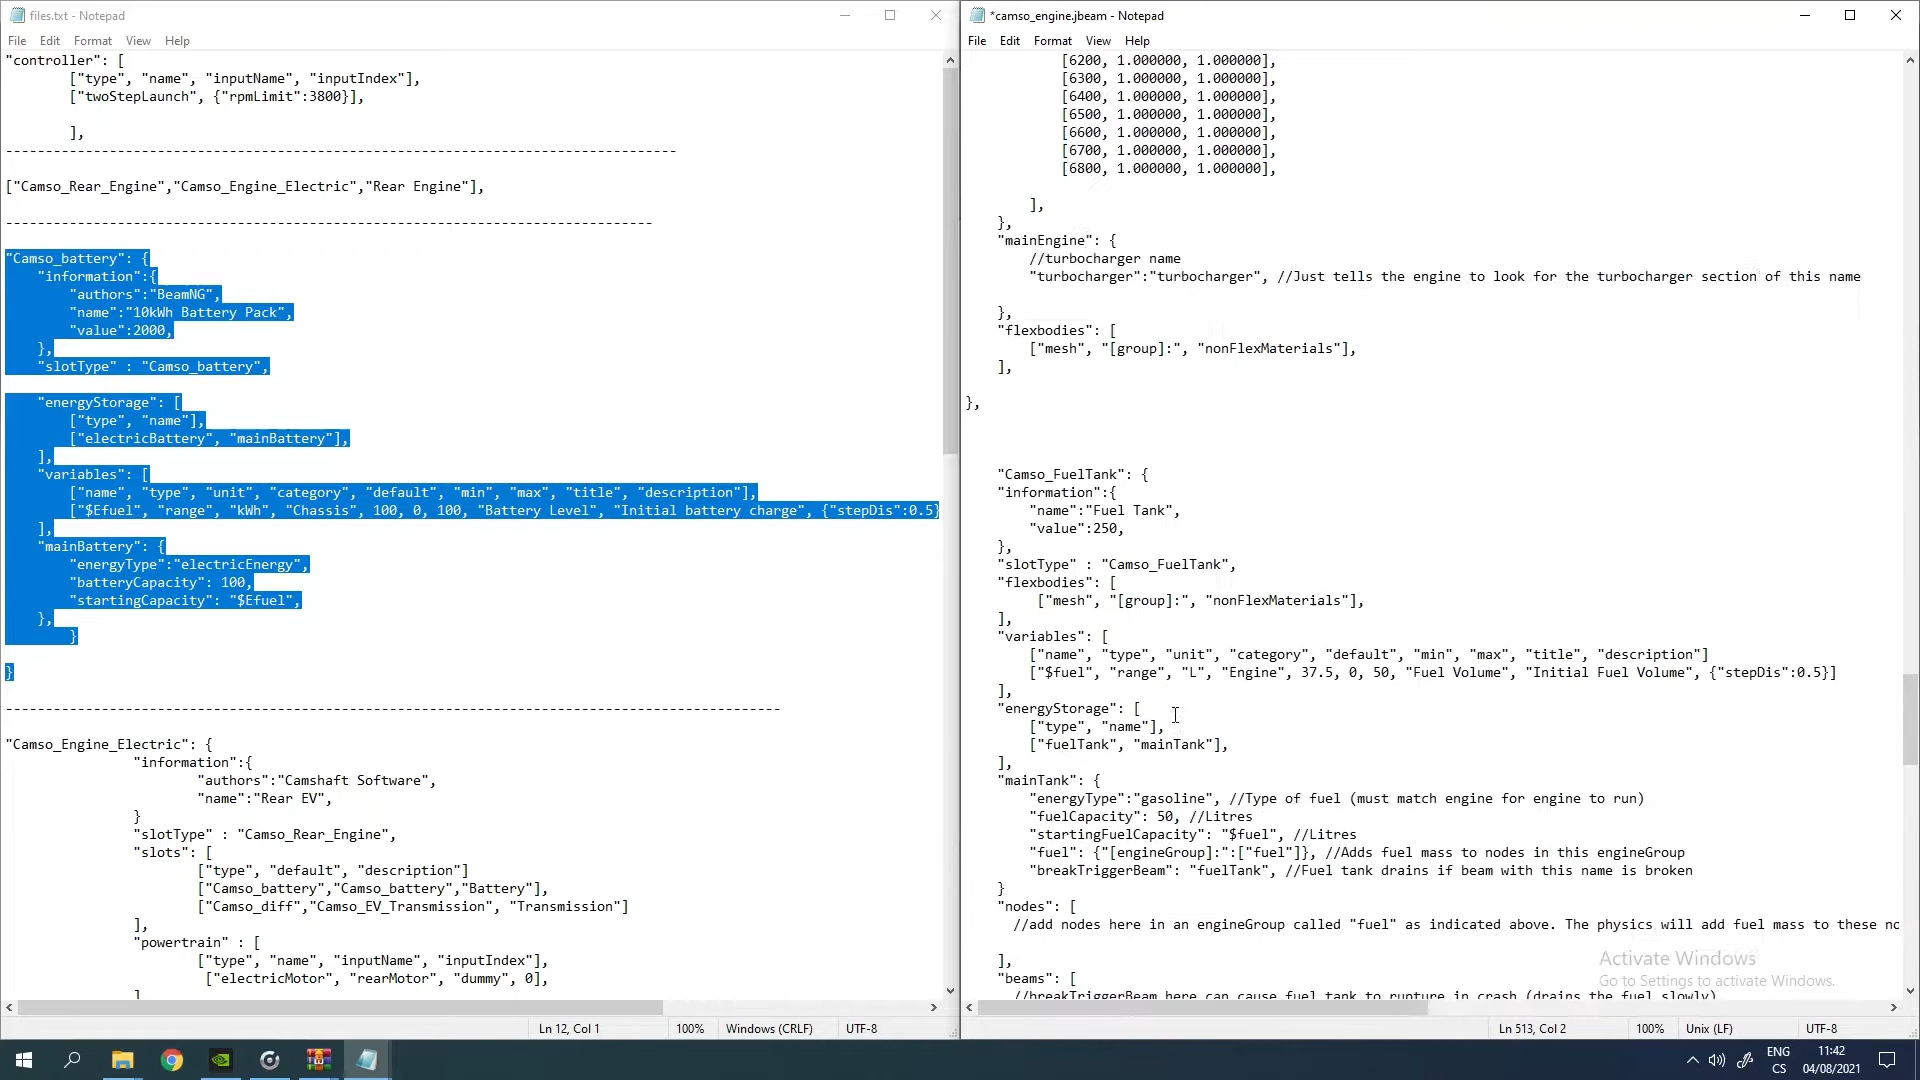 files.txt - Notepad
File Edit Format View Help
"controller": [
["type", "name", "inputName", "inputIndex"],
["twoStepLaunch", {"rpmLimit":3800}],
],
------------------------------------------------------------------------------------
["Camso_Rear_Engine","Camso_Engine_Electric","Rear Engine"],
---------------------------------------------------------------------------------
"Camso_battery": {
"information":{
"authors":"BeamNG",
"name":"10kWh Battery Pack",
"value":2000,
},
"slotType" : "Camso_battery",
"energyStorage": [
["type", "name"],
["electricBattery", "mainBattery"],
],
"variables": [
["name", "type", "unit", "category", "default", "min", "max", "title", "description"],
["$Efuel", "range", "kWh", "Chassis", 100, 0, 100, "Battery Level", "Initial battery charge", {"stepDis":0.5}
],
"mainBattery": {
"energyType":"electricEnergy",
"batteryCapacity": 100,
"startingCapacity": "$Efuel",
},
}
}
-------------------------------------------------------------------------------------------------
"Camso_Engine_Electric": {
"information":{
"authors":"Camshaft Software",
"name":"Rear EV",
}
"slotType" : "Camso_Rear_Engine",
"slots": [
["type", "default", "description"]
["Camso_battery","Camso_battery","Battery"],
["Camso_diff","Camso_EV_Transmission", "Transmission"]
],
"powertrain" : [
["type", "name", "inputName", "inputIndex"],
["electricMotor", "rearMotor", "dummy", 0],
]
Ln 12, Col 1 100% Windows (CRLF) UTF-8
*camso_engine.jbeam - Notepad
File Edit Format View Help
[6200, 1.000000, 1.000000],
[6300, 1.000000, 1.000000],
[6400, 1.000000, 1.000000],
[6500, 1.000000, 1.000000],
[6600, 1.000000, 1.000000],
[6700, 1.000000, 1.000000],
[6800, 1.000000, 1.000000],
],
},
"mainEngine": {
//turbocharger name
"turbocharger":"turbocharger", //Just tells the engine to look for the turbocharger section of this name
},
"flexbodies": [
["mesh", "[group]:", "nonFlexMaterials"],
],
},
"Camso_FuelTank": {
"information":{
"name":"Fuel Tank",
"value":250,
},
"slotType" : "Camso_FuelTank",
"flexbodies": [
["mesh", "[group]:", "nonFlexMaterials"],
],
"variables": [
["name", "type", "unit", "category", "default", "min", "max", "title", "description"]
["$fuel", "range", "L", "Engine", 37.5, 0, 50, "Fuel Volume", "Initial Fuel Volume", {"stepDis":0.5}]
],
"energyStorage": [
["type", "name"],
["fuelTank", "mainTank"],
],
"mainTank": {
"energyType":"gasoline", //Type of fuel (must match engine for engine to run)
"fuelCapacity": 50, //Litres
"startingFuelCapacity": "$fuel", //Litres
"fuel": {"[engineGroup]:":["fuel"]}, //Adds fuel mass to nodes in this engineGroup
"breakTriggerBeam": "fuelTank", //Fuel tank drains if beam with this name is broken
}
"nodes": [
//add nodes here in an engineGroup called "fuel" as indicated above. The physics will add fuel mass to these no
],
"beams": [
//breakTriggerBeam here can cause fuel tank to rupture in crash (drains the fuel slowly)
Activate Windows
Go to Settings to activate Windows.
Ln 513, Col 2 100% Unix (LF) UTF-8
ENG
CS
11:42
04/08/2021